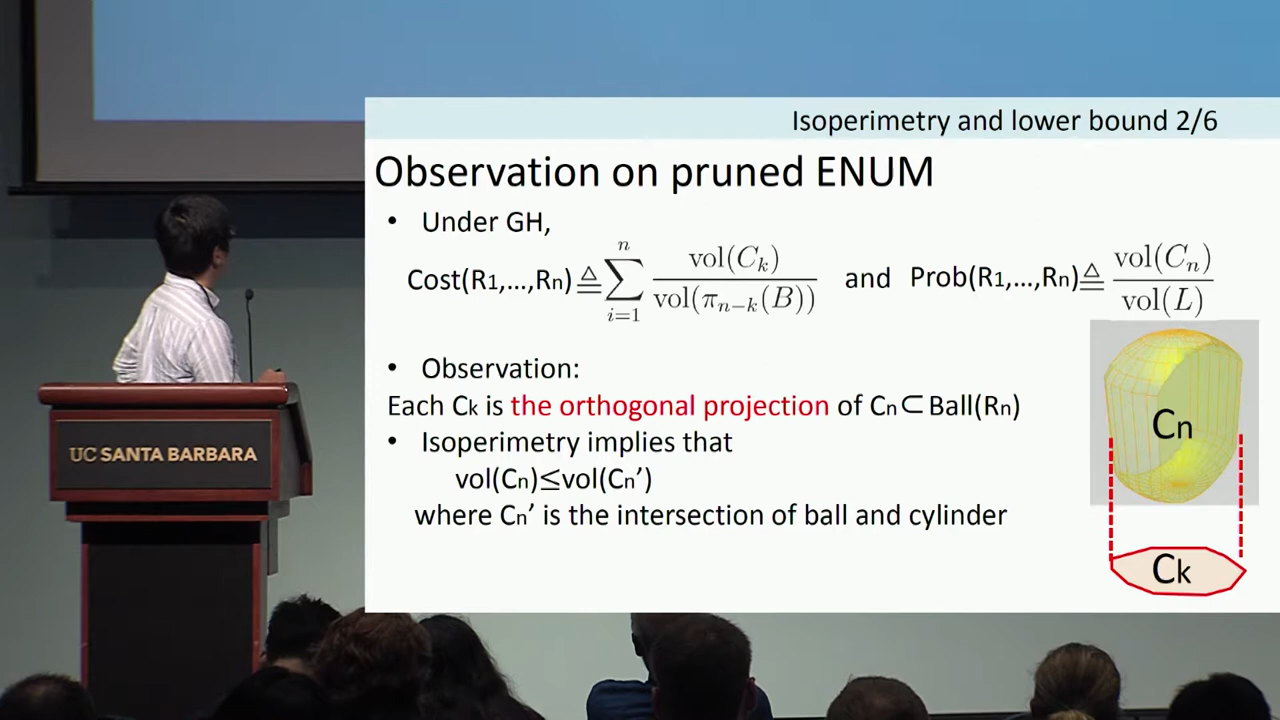 Isoperimetry and lower bound 2/6
Observation on pruned ENUM
• Under GH,
Cost(R1,...,Rn) ≜ \sum_{i=1}^{n} \frac{vol(C_k)}{vol(π_{n−k}(B))} and Prob(R1,...,Rn) ≜ \frac{vol(C_n)}{vol(L)}
• Observation:
Each Ck is the orthogonal projection of Cn⊂Ball(Rn)
• Isoperimetry implies that
vol(Cn)≤vol(Cn’)
where Cn’ is the intersection of ball and cylinder
Cn
Ck
UC SANTA BARBARA